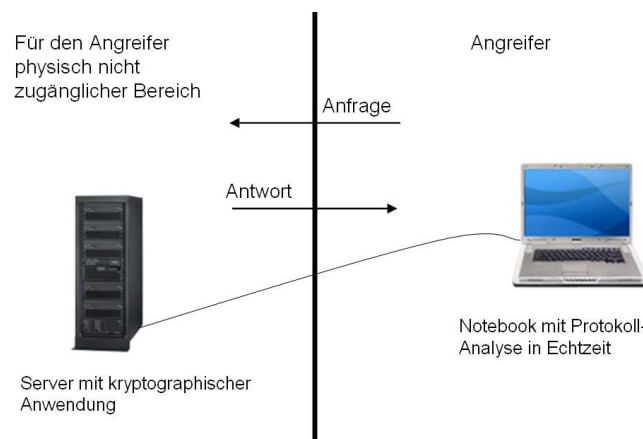 Für den Angreifer
physisch nicht
zugänglicher Bereich
Angreifer
Anfrage
Antwort
Server mit kryptographischer
Anwendung
Notebook mit Protokoll-
Analyse in Echtzeit